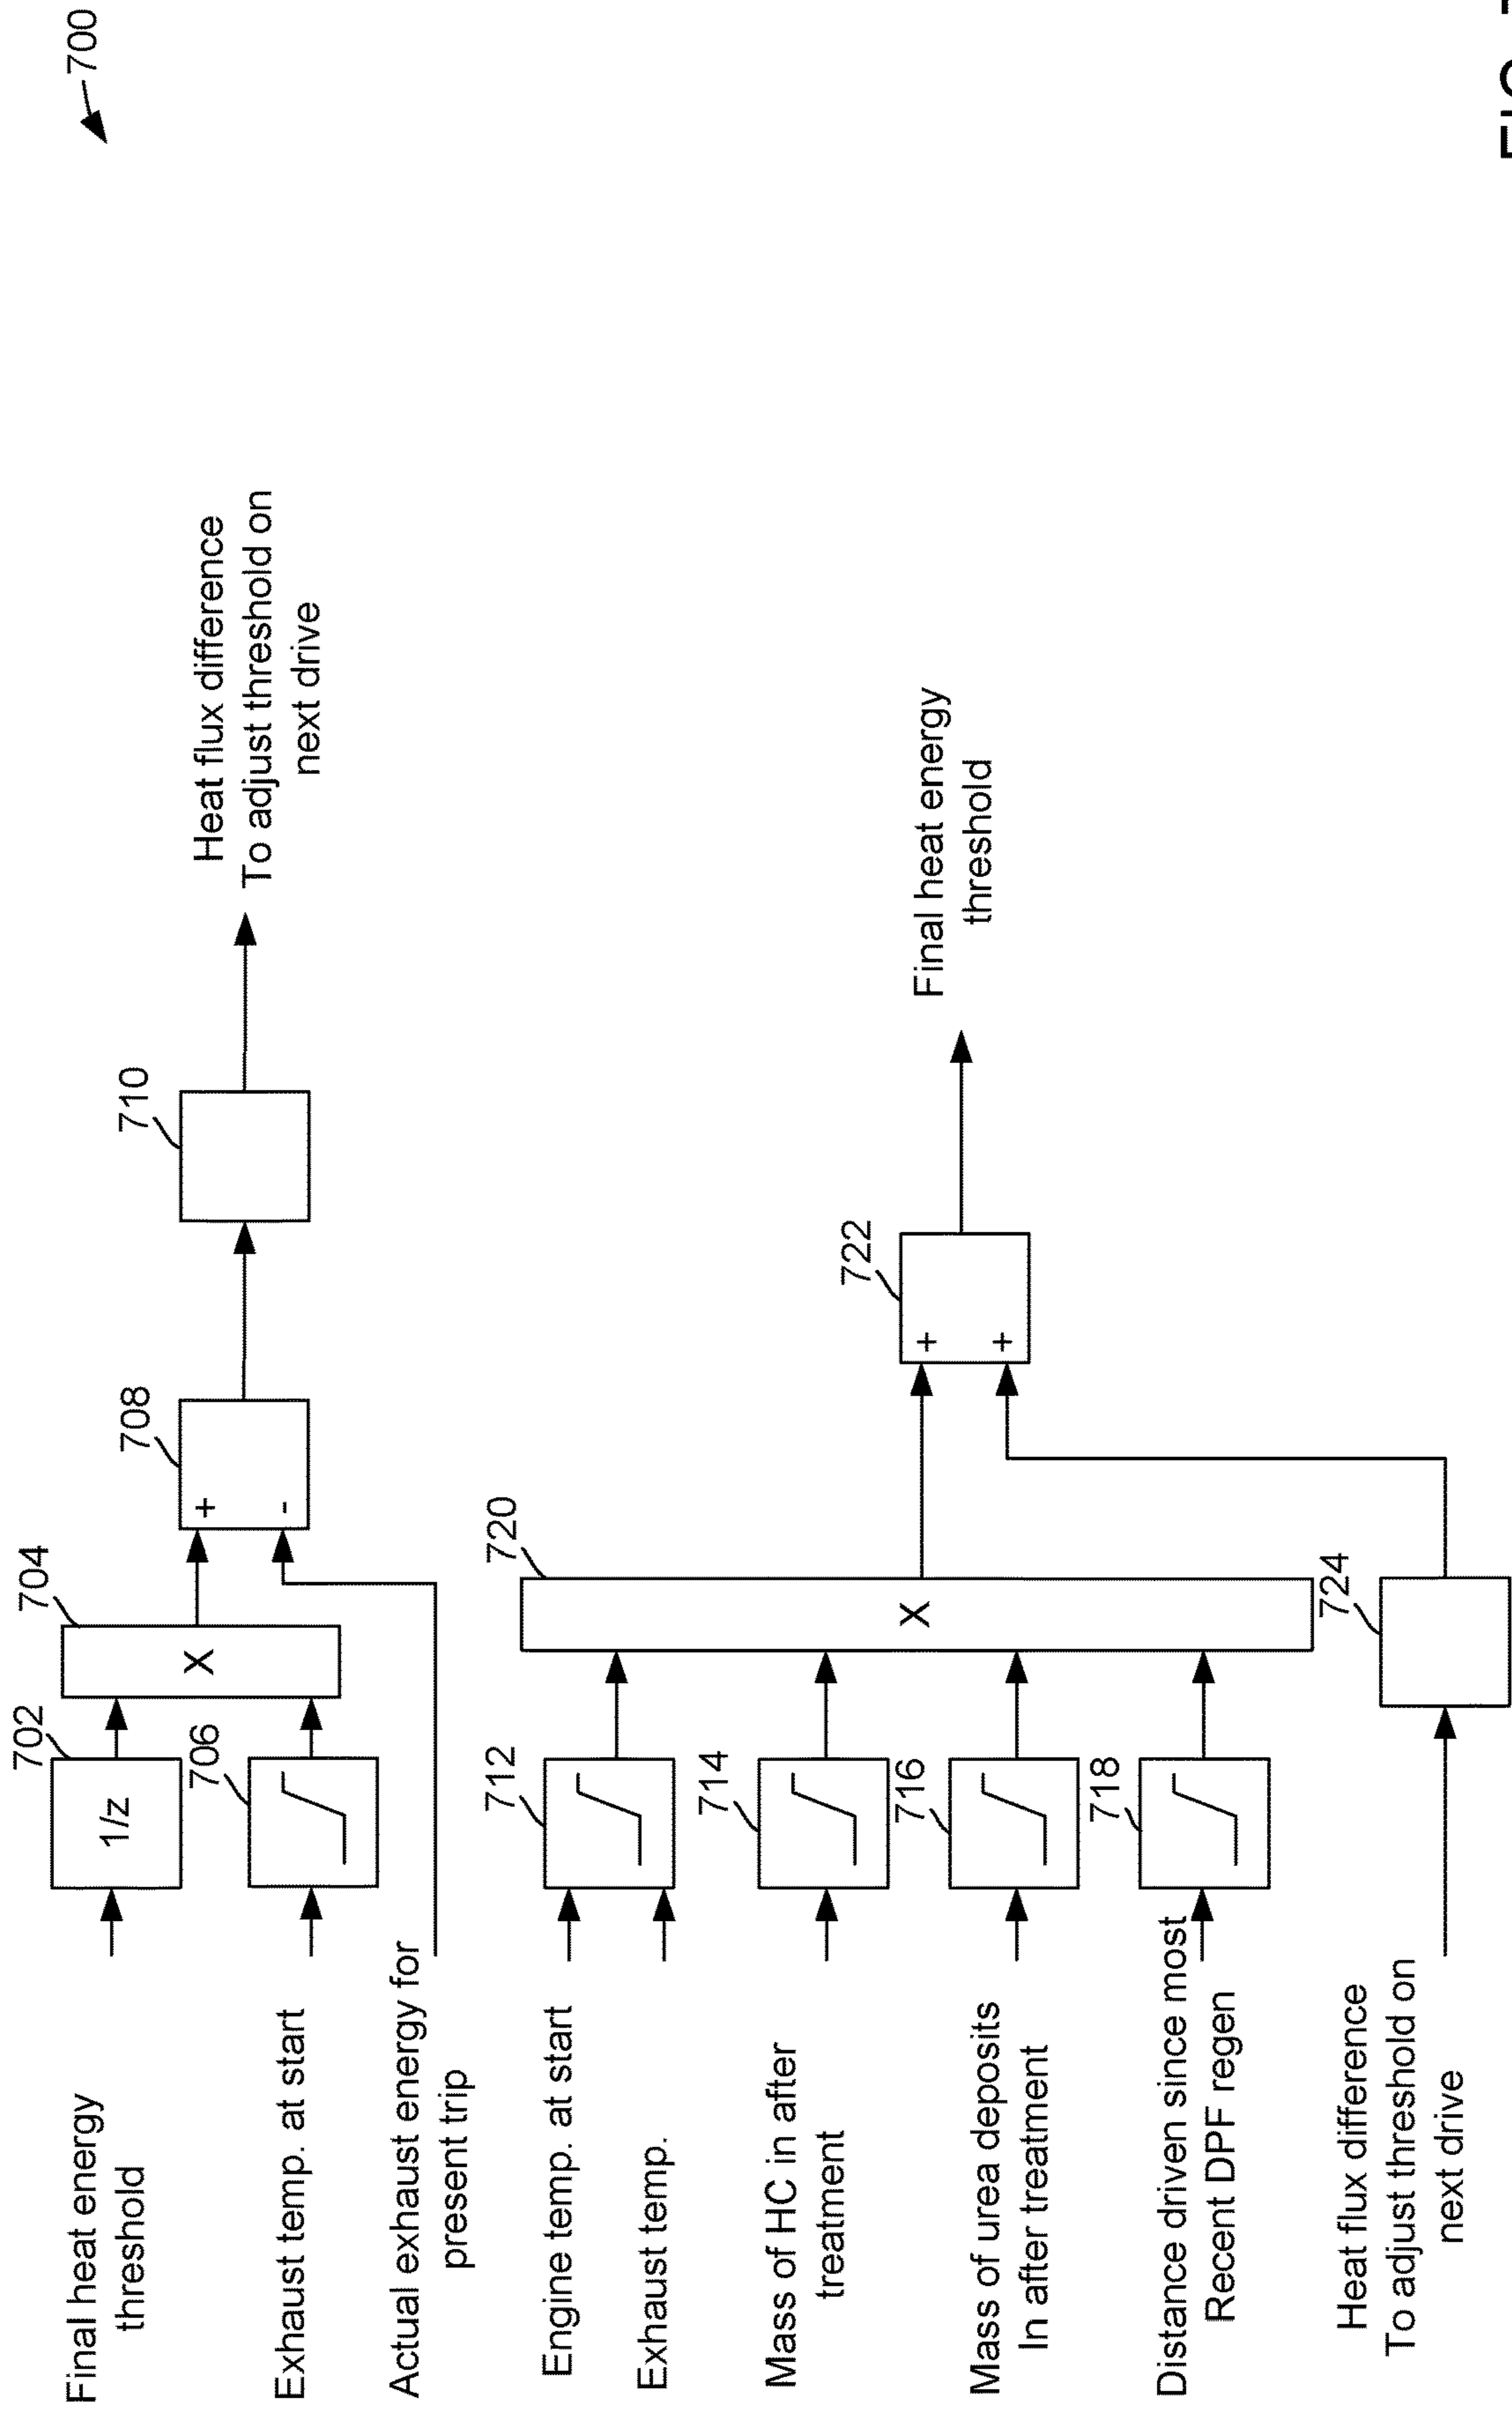 700
Final heat energy
threshold
702
1/z
704
X
706
Exhaust temp. at start
Actual exhaust energy for
present trip
708
+
-
710
Heat flux difference
To adjust threshold on
next drive
Engine temp. at start
Exhaust temp.
712
Mass of HC in after
treatment
714
Mass of urea deposits
In after treatment
716
Distance driven since most
Recent DPF regen
718
720
X
722
+
+
Final heat energy
threshold
Heat flux difference
To adjust threshold on
next drive
724